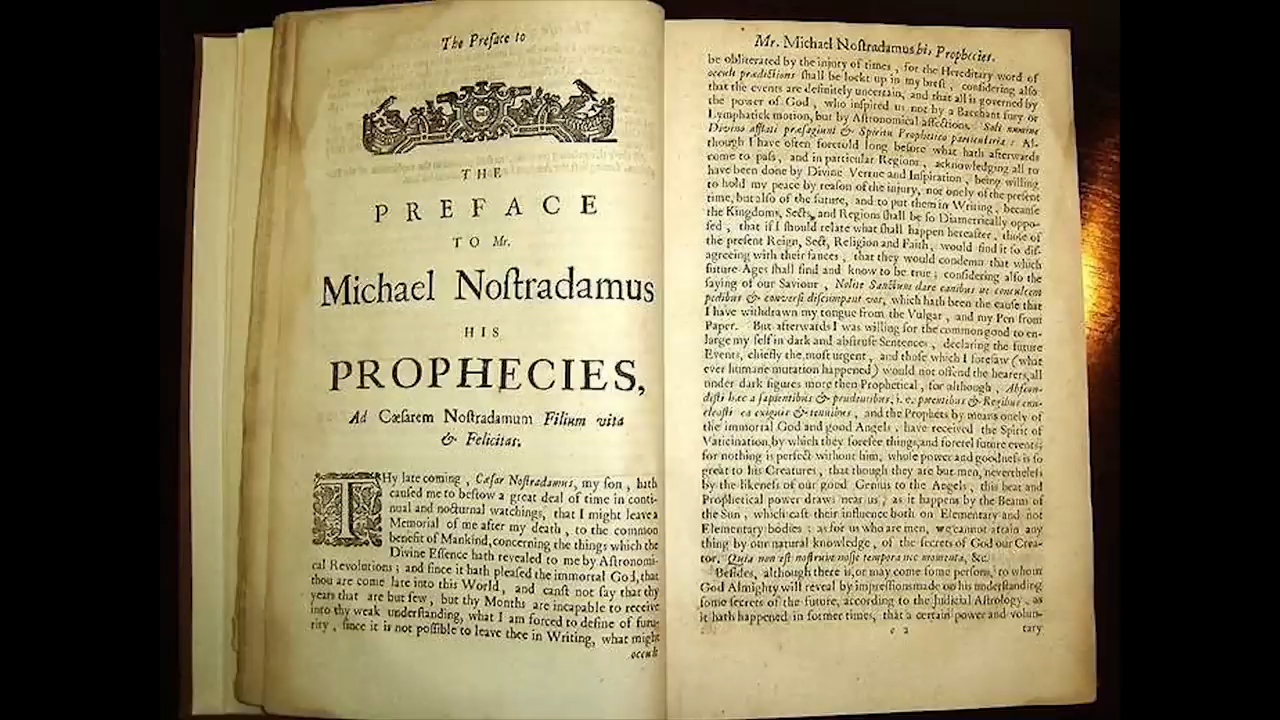 The Preface to
THE
PREFACE
TO Mr.
Michael Noſtradamus
HIS
PROPHECIES,
Ad Cæſarem Noſtradamum Filium vita
& Felicitas.
THy late coming, Cæſar Noſtradamus, my ſon, hath
cauſed me to beſtow a great deal of time in conti-
nual and nocturnal watchings, that I might leave a
Memorial of me after my death, to the common
benefit of Mankind, concerning the things which the
Divine Eſſence hath revealed to me by Aſtronomi-
cal Revolutions; and ſince it hath pleaſed the immortal God, that
thou are come late into this World, and canſt not ſay that thy
years that are but few, but thy Months are incapable to receive
into thy weak underſtanding, what I am forced to define of futu-
rity, ſince it is not poſſible to leave thee in Writing, what might
occult
Mr. Michael Noſtradamus his Prophecies.
be obliterated by the injury of times, for the Hereditary word of
occult prædictions ſhall be lockt up in my breſt, conſidering alſo
that the events are definitely uncertain, and that all is governed by
the power of God, who inſpired us not by a Bacchant fury or
Lymphatick motion, but by Aſtronomical affections. Soli numine
Divino afflati præſagiunt & Spiritu Prophetico particularia: Al-
though I have often foretold long before what hath afterwards
come to paſs, and in particular Regions, acknowledging all to
have been done by Divine Vertue and Inſpiration, being willing
to hold my peace by reaſon of the injury, not onely of the preſent
time, but alſo of the future, and to put them in Writing, becauſe
the Kingdoms, Sects, and Regions ſhall be ſo Diametrically oppo-
ſed, that if I ſhould relate what ſhall happen hereafter, thoſe of
the preſent Reign, Sect, Religion and Faith, would find it ſo diſ-
agreeing with their fances, that they would condemn that which
future Ages ſhall find and know to be true; conſidering alſo the
ſaying of our Saviour, Nolite Sanctum dare canibus ne conculcent
pedibus & converſi diſcumpant vos, which hath been the cauſe that
I have withdrawn my tongue from the Vulgar, and my Pen from
Paper. But afterwards I was willing for the common good to en-
large my ſelf in dark and abſtruſe Sentences, declaring the future
Events, chiefly the moſt urgent, and thoſe which I foreſaw (what
ever humane mutation happened) would not offend the hearers, all
under dark figures more then Prophetical, for although, Abſcon-
diſti hæc a ſapientibus & prudentibus, i. e. potentibus & Regibus enu-
cleaſti ea exiguis & tenuibus, and the Prophets by means onely of
the immortal God and good Angels, have received the Spirit of
Vaticination, by which they foreſee things, and foretel future events;
for nothing is perfect without him, whoſe power and goodneſs is ſo
great to his Creatures, that though they are but men, nevertheleſs
by the likeneſs of our good Genius to the Angels, this heat and
Prophetical power draws near us, as it happens by the Beams of
the Sun, which caſt their influence both on Elementary and not
Elementary bodies; as for us who are men, we cannot attain any
thing by our natural knowledge, of the ſecrets of God our Crea-
tor. Quia non eſt noſtrum noſſe tempora nec momenta, &c.
Beſides, although there is, or may come ſome perſons, to whom
God Almighty will reveal by impreſſions made on his underſtanding
ſome ſecrets of the future, according to the Judicial Aſtrology, as
it hath happened in former times, that a certain power and volun-
c 2 tary